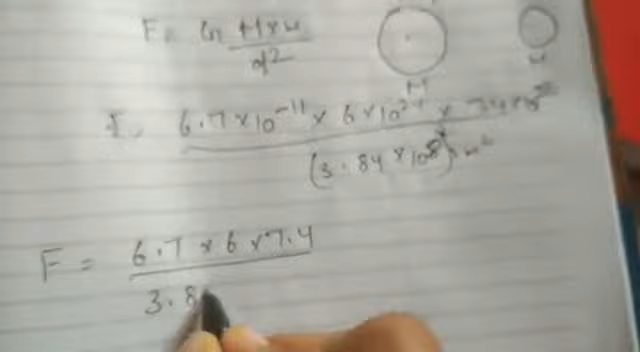 F = G M × m
d²
M
m
F = 6.7 × 10⁻¹¹ × 6 × 10²⁴ × 7.4 × 10²²
(3.84 × 10⁸)² m²
F = 6.7 × 6 × 7.4
3.8